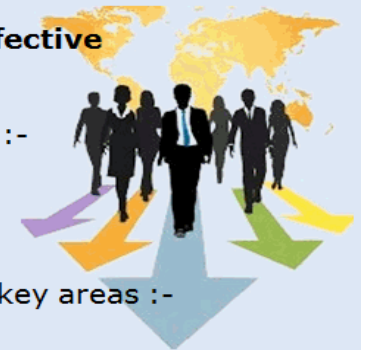 fective
:-
key areas :-